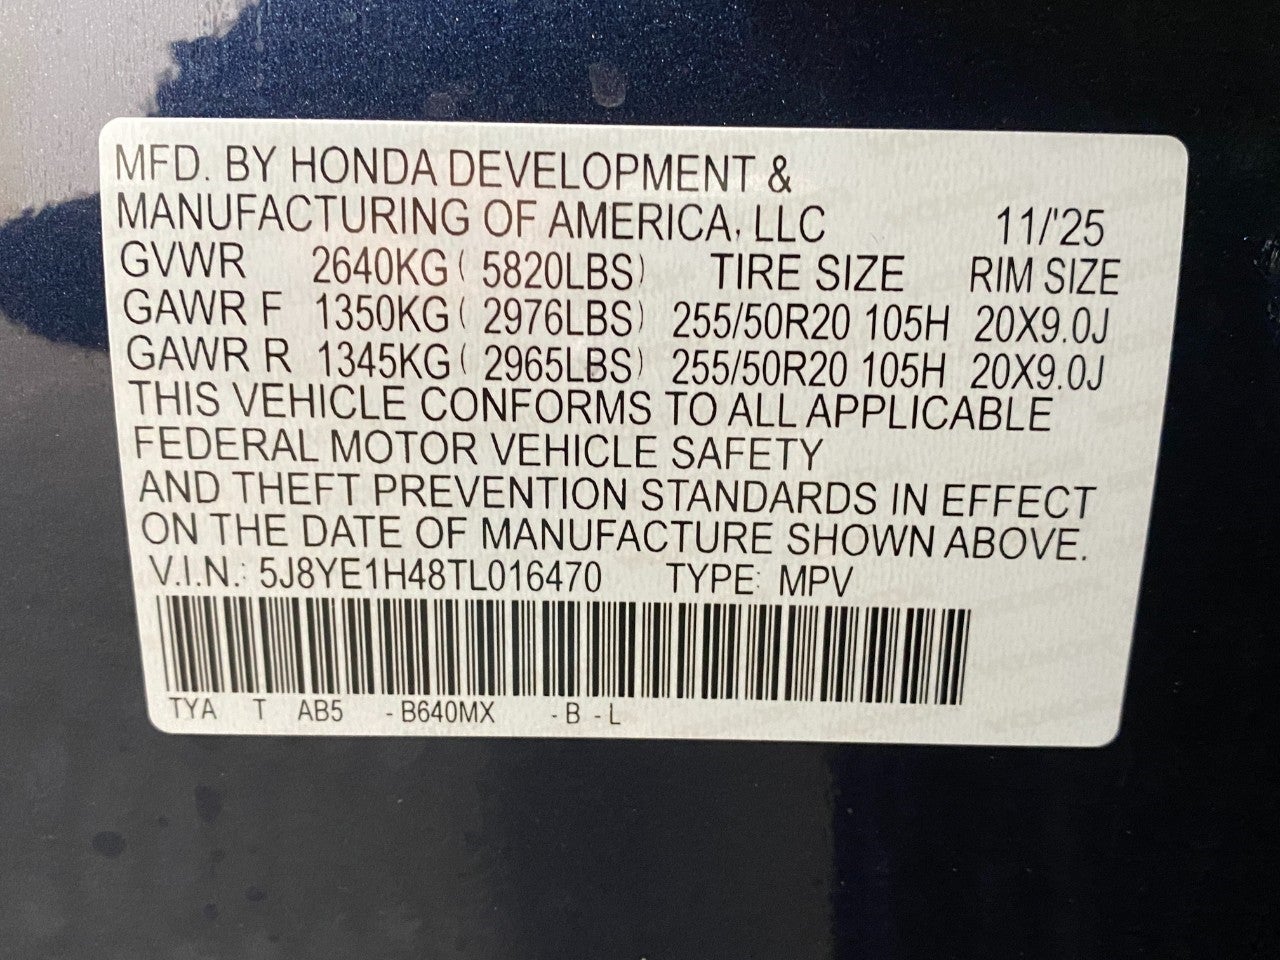 MFD. BY HONDA DEVELOPMENT &
MANUFACTURING OF AMERICA, LLC 11/'25
GVWR 2640KG ( 5820LBS) TIRE SIZE RIM SIZE
GAWR F 1350KG ( 2976LBS) 255/50R20 105H 20X9.0J
GAWR R 1345KG ( 2965LBS) 255/50R20 105H 20X9.0J
THIS VEHICLE CONFORMS TO ALL APPLICABLE
FEDERAL MOTOR VEHICLE SAFETY
AND THEFT PREVENTION STANDARDS IN EFFECT
ON THE DATE OF MANUFACTURE SHOWN ABOVE.
V.I.N.: 5J8YE1H48TL016470 TYPE: MPV
TYA T AB5 -B640MX -B -L